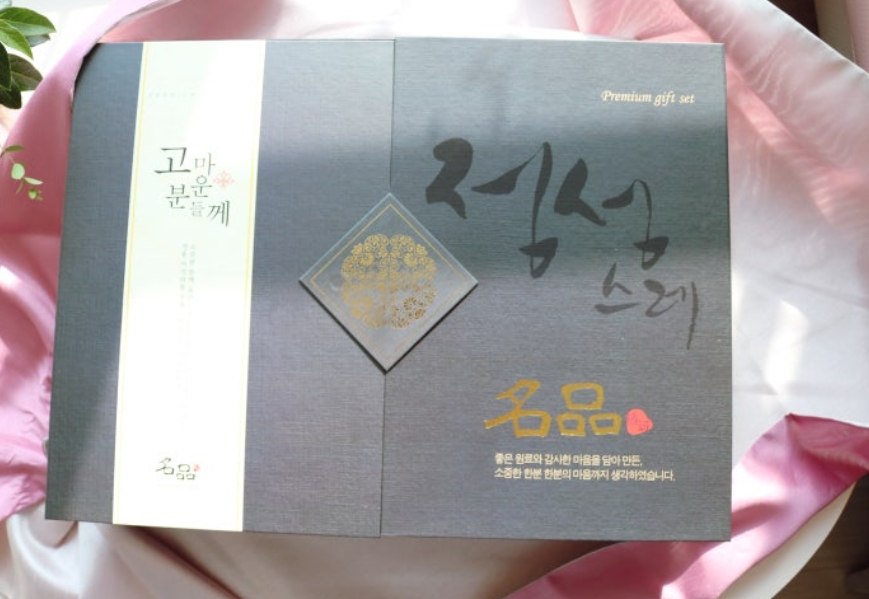 고마운
분들께
名品
Premium gift set
정성
스레
名品
좋은 원료와 감사한 마음을 담아 만든,
소중한 한분 한분의 마음까지 생각하였습니다.